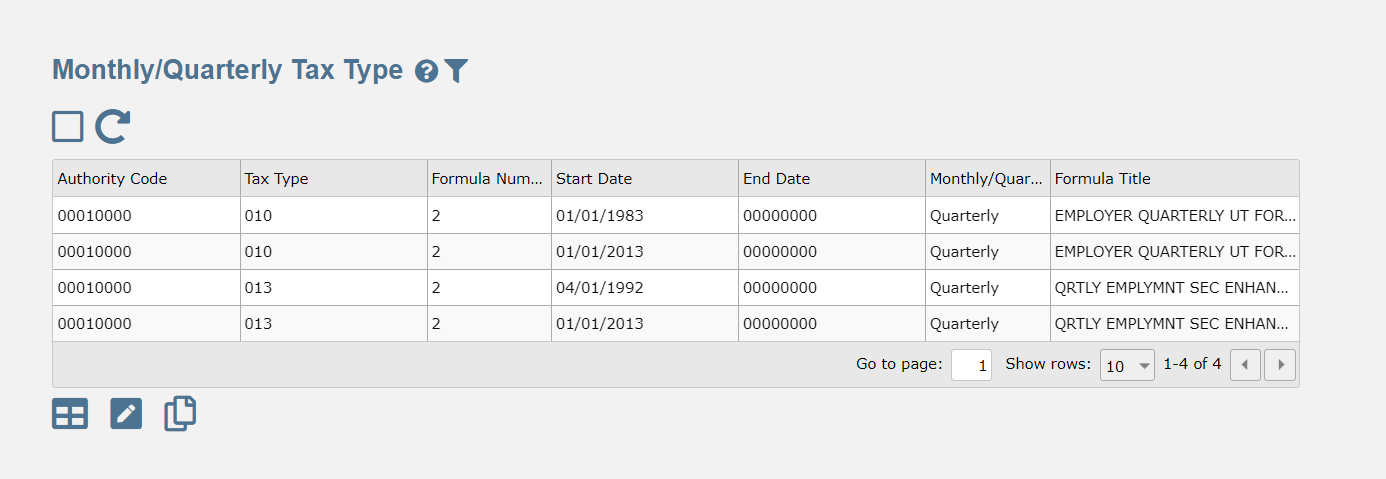 Monthly/Quarterly Tax Type
Authority Code Tax Type Formula Num... Start Date End Date Monthly/Quar... Formula Title
00010000 010 2 01/01/1983 00000000 Quarterly EMPLOYER QUARTERLY UT FOR...
00010000 010 2 01/01/2013 00000000 Quarterly EMPLOYER QUARTERLY UT FOR...
00010000 013 2 04/01/1992 00000000 Quarterly QRTLY EMPLYMNT SEC ENHAN...
00010000 013 2 01/01/2013 00000000 Quarterly QRTLY EMPLYMNT SEC ENHAN...
Go to page: 1 Show rows: 10 1-4 of 4